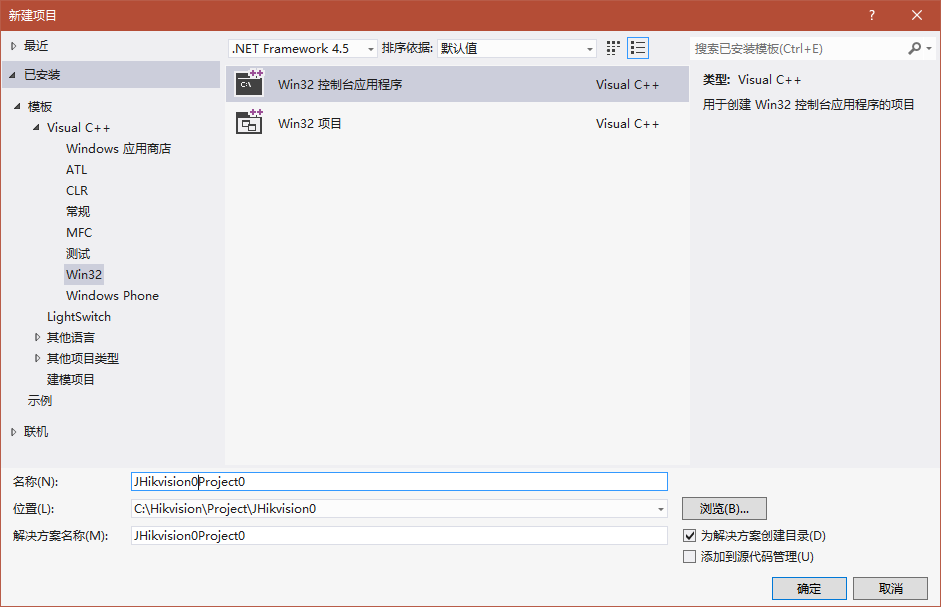 新建项目
?
最近
.NET Framework 4.5
排序依据:
默认值
搜索已安装模板(Ctrl+E)
已安装
模板
Visual C++
Windows 应用商店
ATL
CLR
常规
MFC
测试
Win32
Windows Phone
LightSwitch
其他语言
其他项目类型
建模项目
示例
联机
C:\
++
Win32 控制台应用程序
Visual C++
++
Win32 项目
Visual C++
类型: Visual C++
用于创建 Win32 控制台应用程序的项目
名称(N):
JHikvision0Project0
位置(L):
C:\Hikvision\Project\JHikvision0
浏览(B)...
解决方案名称(M):
JHikvision0Project0
为解决方案创建目录(D)
添加到源代码管理(U)
确定
取消